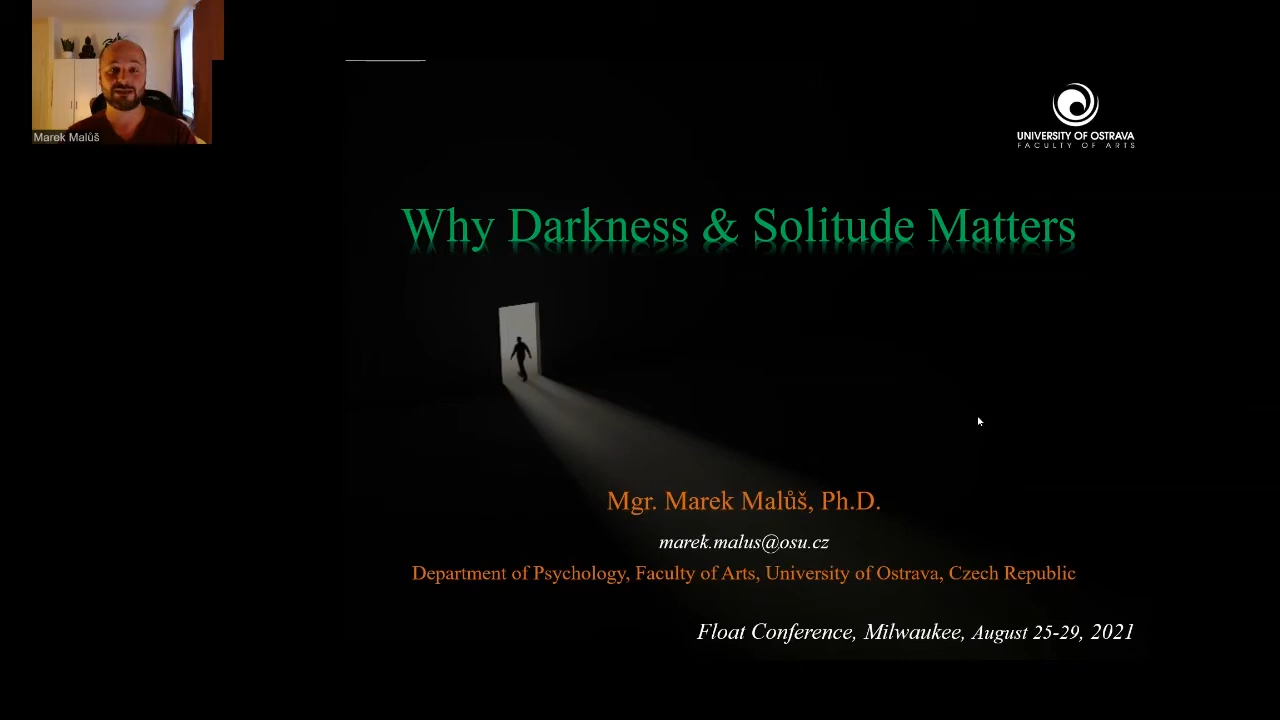 Marek Malůš
UNIVERSITY OF OSTRAVA
FACULTY OF ARTS
Why Darkness & Solitude Matters
Mgr. Marek Malůš, Ph.D.
marek.malus@osu.cz
Department of Psychology, Faculty of Arts, University of Ostrava, Czech Republic
Float Conference, Milwaukee, August 25-29, 2021